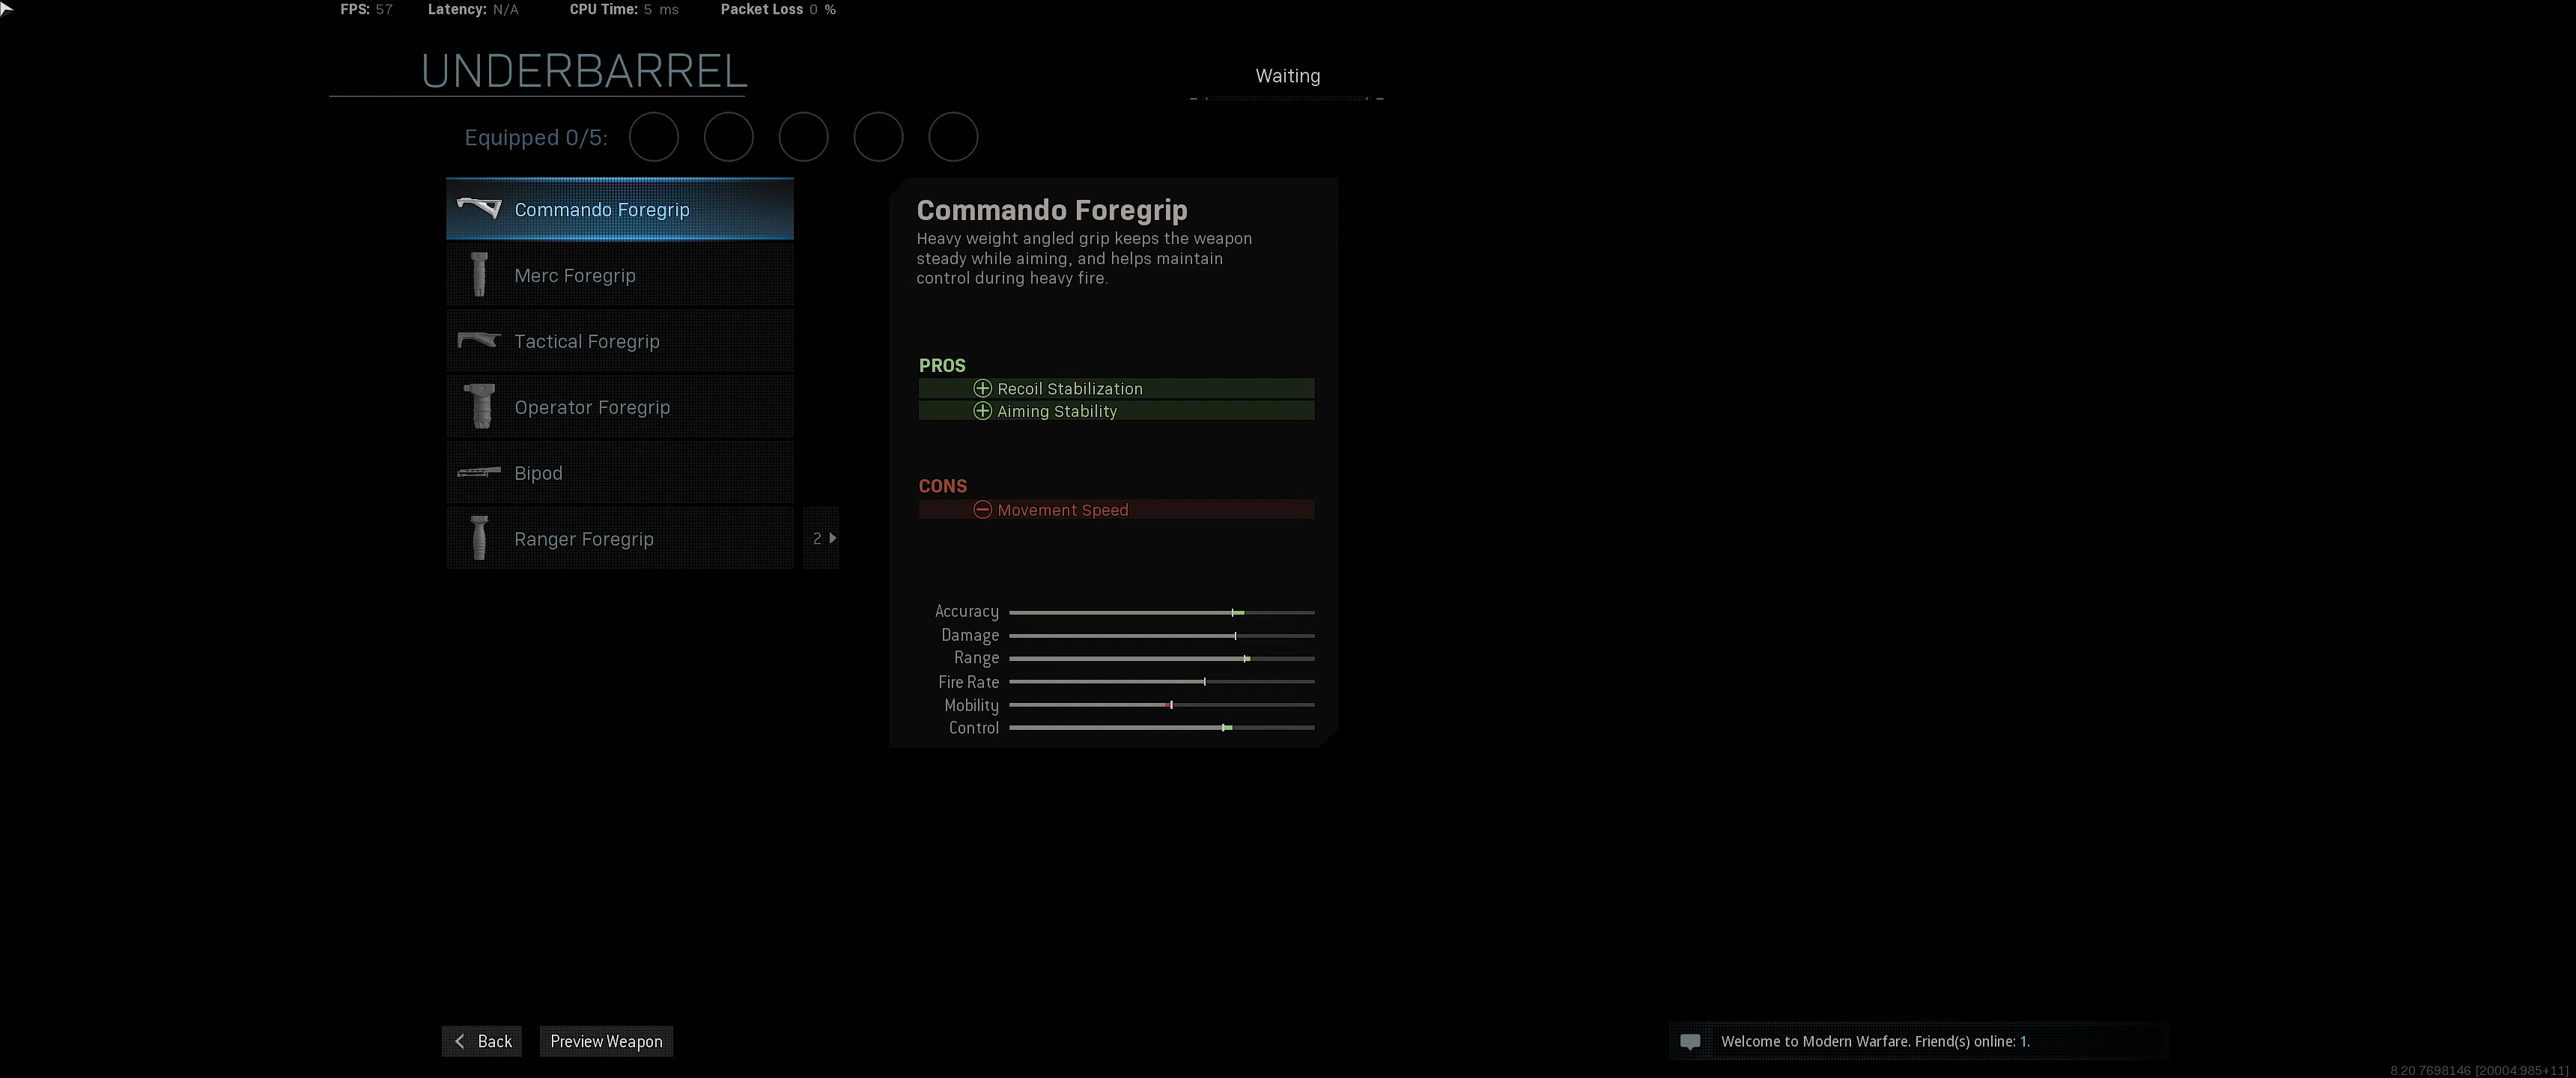 FPS: 57 Latency: N/A CPU Time: 5 ms Packet Loss 0 %
UNDERBARREL
Waiting
Equipped 0/5:
Commando Foregrip
Merc Foregrip
Tactical Foregrip
Operator Foregrip
Bipod
Ranger Foregrip
2
Commando Foregrip
Heavy weight angled grip keeps the weapon
steady while aiming, and helps maintain
control during heavy fire.
PROS
Recoil Stabilization
Aiming Stability
CONS
Movement Speed
Accuracy
Damage
Range
Fire Rate
Mobility
Control
Back
Preview Weapon
Welcome to Modern Warfare. Friend(s) online: 1.
8.20.7698146 [20004:985+11]